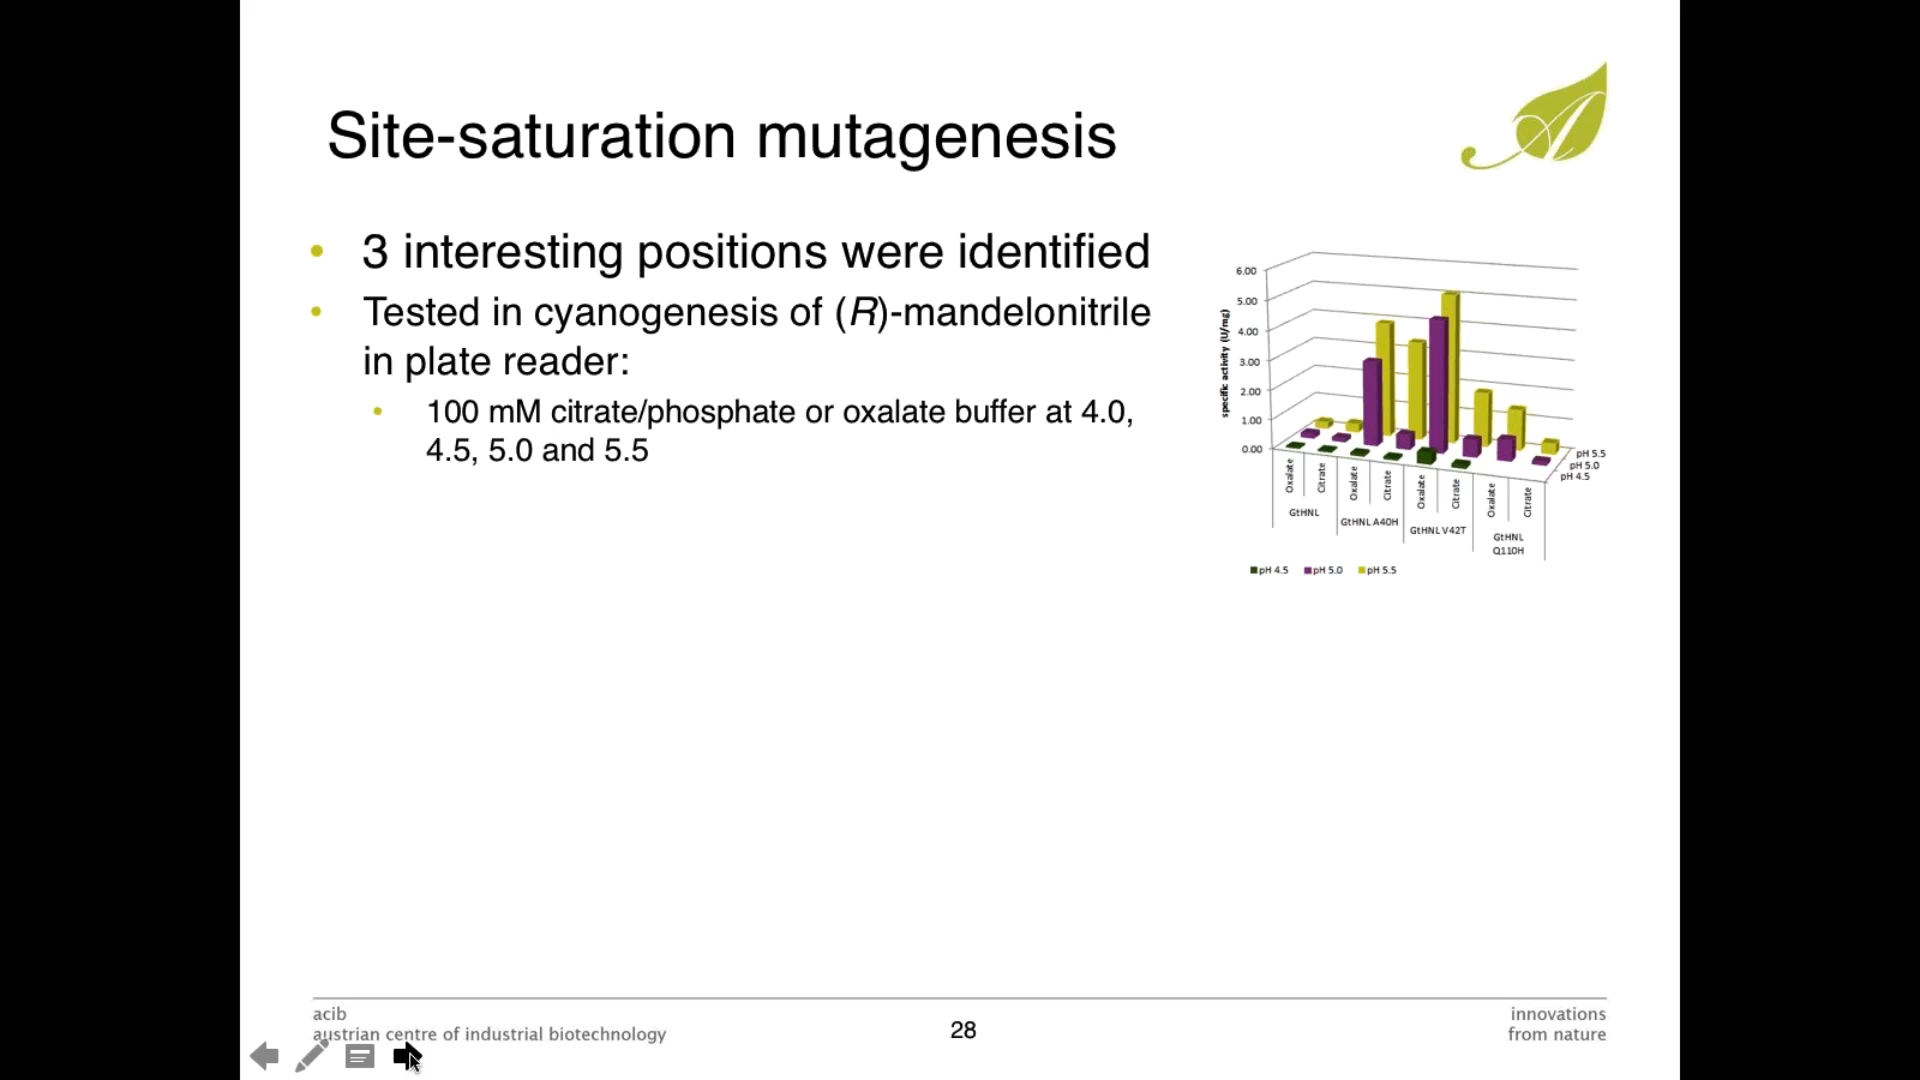 Site-saturation mutagenesis
• 3 interesting positions were identified
• Tested in cyanogenesis of (R)-mandelonitrile
in plate reader:
• 100 mM citrate/phosphate or oxalate buffer at 4.0,
4.5, 5.0 and 5.5
specific activity (U/mg)
6.00
5.00
4.00
3.00
2.00
1.00
0.00
pH 5.5
pH 5.0
pH 4.5
Oxalate
Citrate
Oxalate
Citrate
Oxalate
Citrate
Oxalate
Citrate
GtHNL
GtHNL A40H
GtHNL V42T
GtHNL
Q110H
pH 4.5 pH 5.0 pH 5.5
acib
austrian centre of industrial biotechnology
28
innovations
from nature